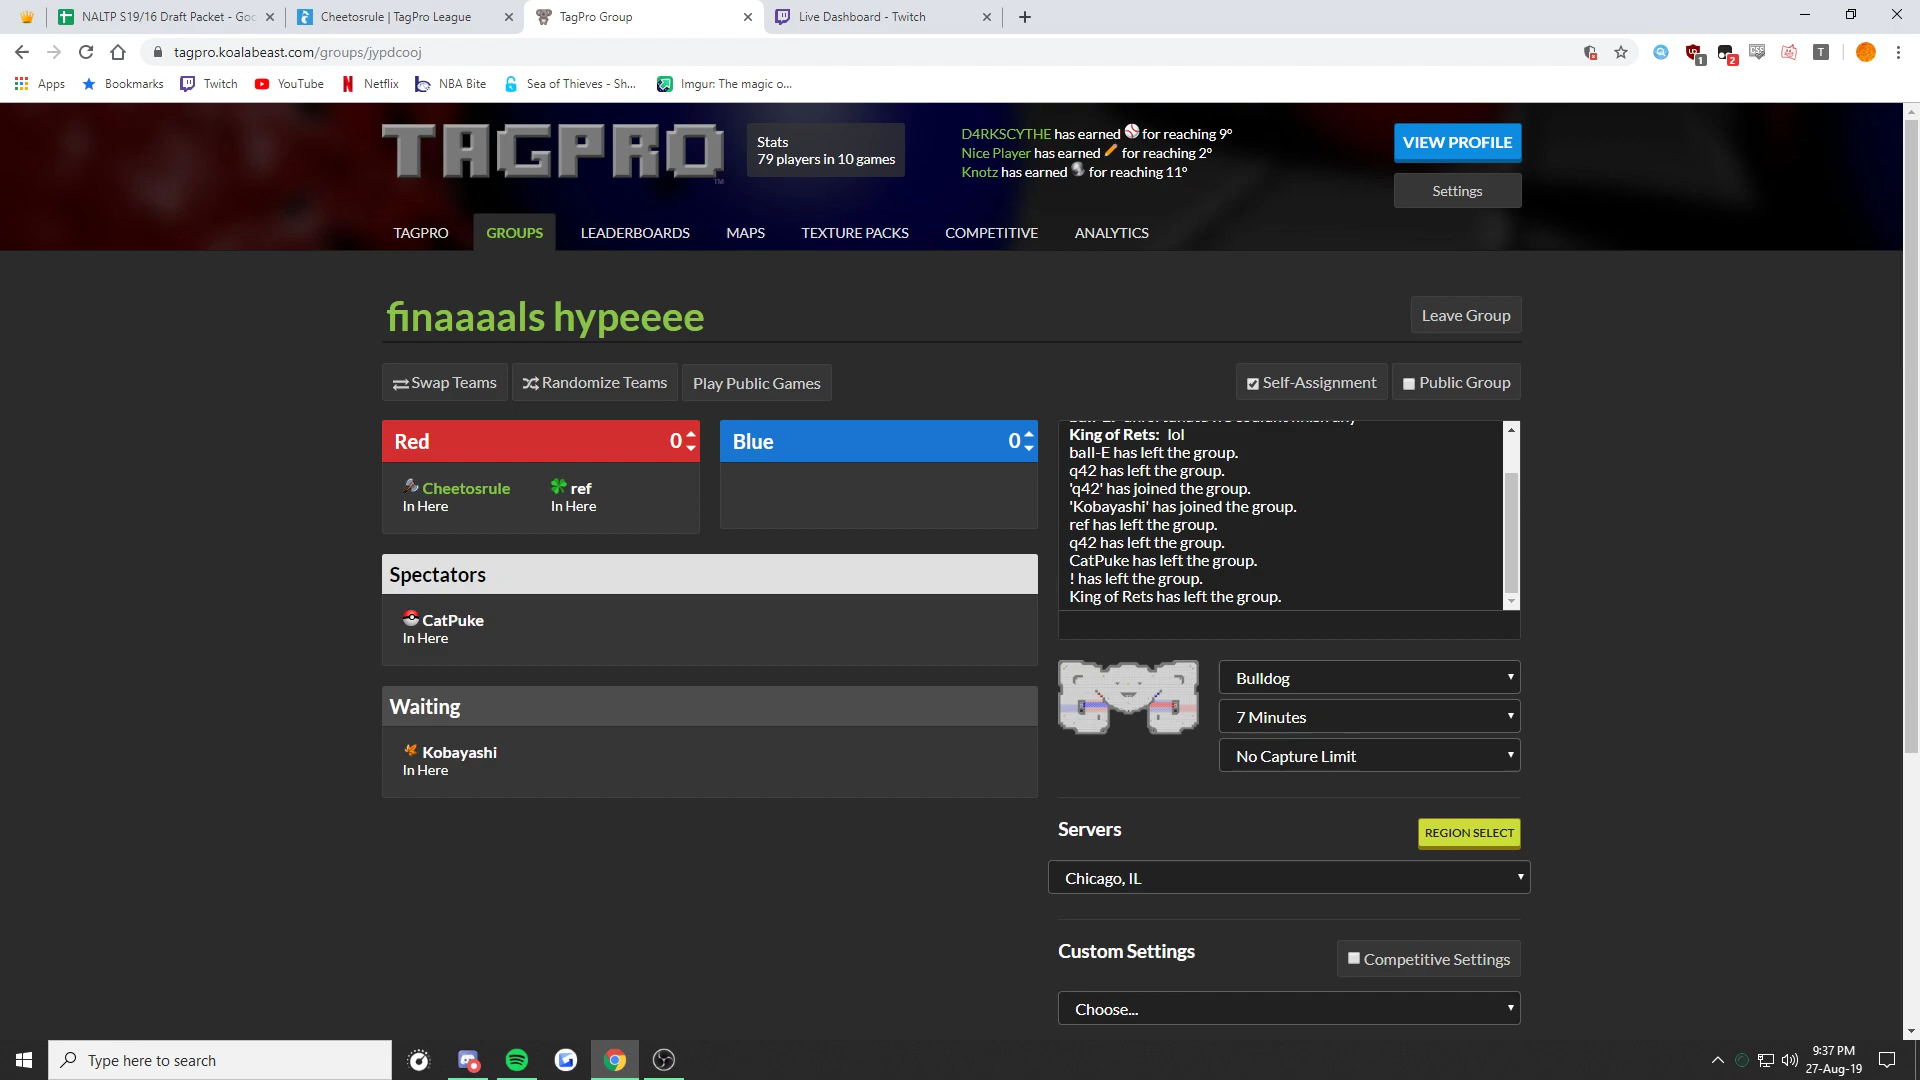 NALTP S19/16 Draft Packet - Goo
Cheetosrule | TagPro League
TagPro Group
Live Dashboard - Twitch
tagpro.koalabeast.com/groups/jypdcooj
1
2
CSS
T
Apps
Bookmarks
Twitch
YouTube
Netflix
NBA Bite
Sea of Thieves - Sh...
Imgur: The magic o...
TAGPRO
TM
Stats
79 players in 10 games
D4RKSCYTHE has earned for reaching 9°
Nice Player has earned for reaching 2°
Knotz has earned for reaching 11°
VIEW PROFILE
Settings
TAGPRO
GROUPS
LEADERBOARDS
MAPS
TEXTURE PACKS
COMPETITIVE
ANALYTICS
finaaaals hypeeee
Leave Group
Swap Teams
Randomize Teams
Play Public Games
Self-Assignment
Public Group
Red
0
Blue
0
Cheetosrule
In Here
ref
In Here
Spectators
CatPuke
In Here
Waiting
Kobayashi
In Here
King of Rets: lol
ball-E has left the group.
q42 has left the group.
'q42' has joined the group.
'Kobayashi' has joined the group.
ref has left the group.
q42 has left the group.
CatPuke has left the group.
! has left the group.
King of Rets has left the group.
Bulldog
7 Minutes
No Capture Limit
Servers
REGION SELECT
Chicago, IL
Custom Settings
Competitive Settings
Choose...
Type here to search
9:37 PM
27-Aug-19